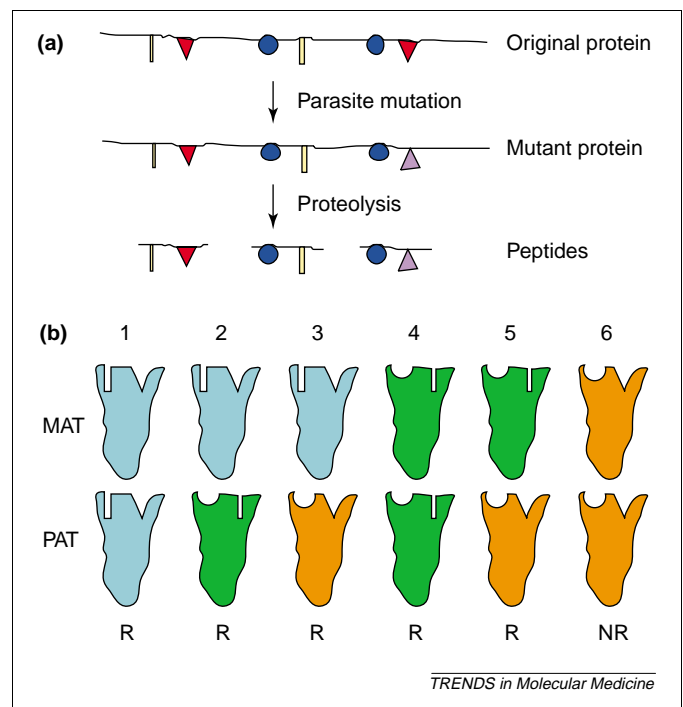 (a)
Original protein
Parasite mutation
Mutant protein
Proteolysis
Peptides
(b) 1 2 3 4 5 6
MAT
PAT
R R R R R NR
TRENDS in Molecular Medicine